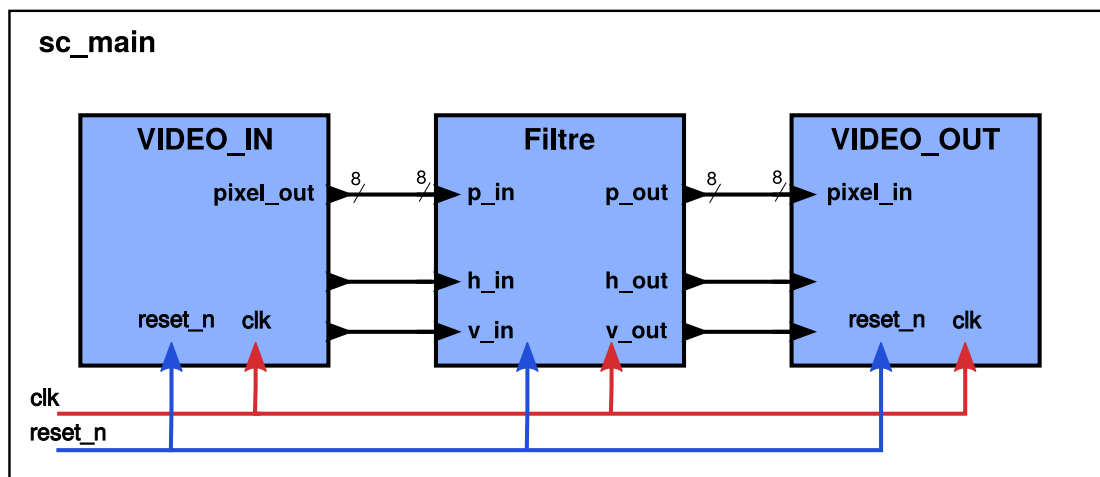 sc_main
VIDEO_IN
Filtre
VIDEO_OUT
8
8
8
8
pixel_out
p_in
p_out
pixel_in
h_in
h_out
reset_n
clk
v_in
v_out
reset_n
clk
clk
reset_n